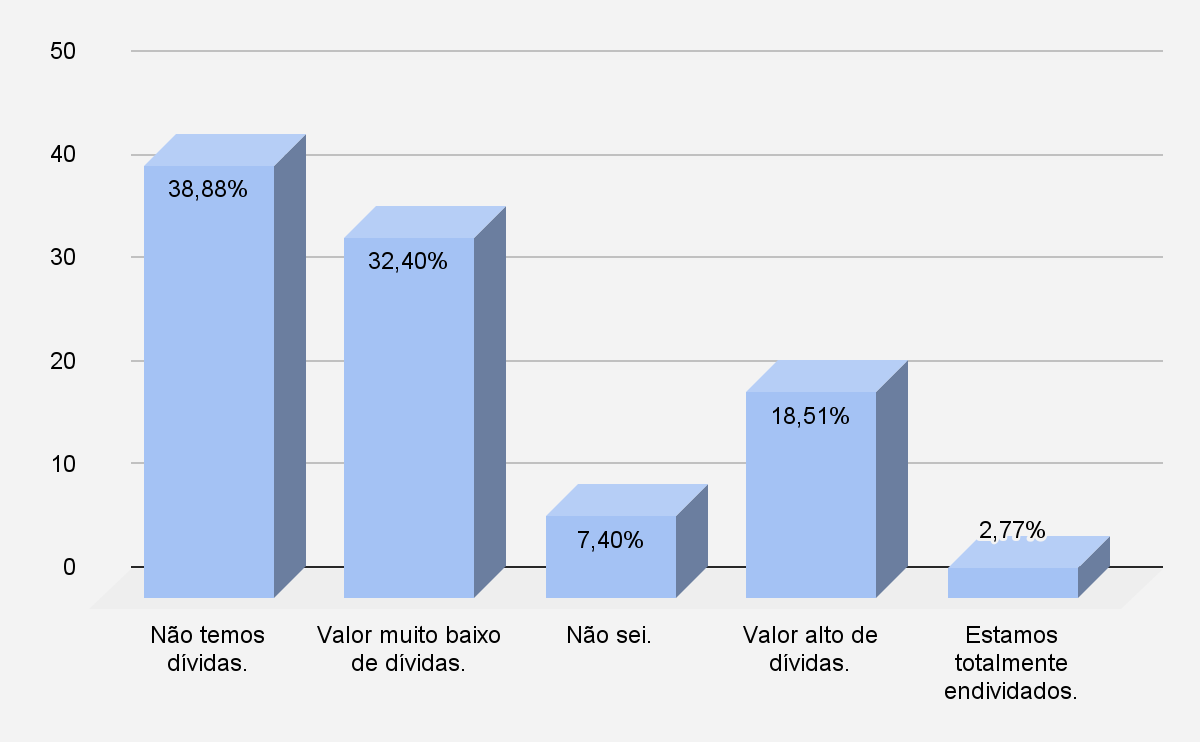 50
40
38,88%
32,40%
30
20
18,51%
10
7,40%
2,77%
0
Não temos
dívidas.
Valor muito baixo
de dívidas.
Não sei.
Valor alto de
dívidas.
Estamos
totalmente
endividados.